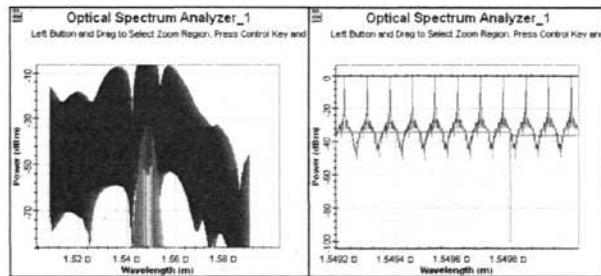 Optical Spectrum Analyzer_1
Left Button and Drag to Select Zoom Region. Press Control Key and
Power (dBm)
-10
-30
-50
-70
1.52 D
1.54 D
1.56 D
1.58 D
Wavelength (m)
Optical Spectrum Analyzer_1
Left Button and Drag to Select Zoom Region. Press Control Key and
Power (dBm)
0
-20
-40
-60
-80
-100
1.5492 D
1.5494 D
1.5496 D
1.5498 D
Wavelength (m)